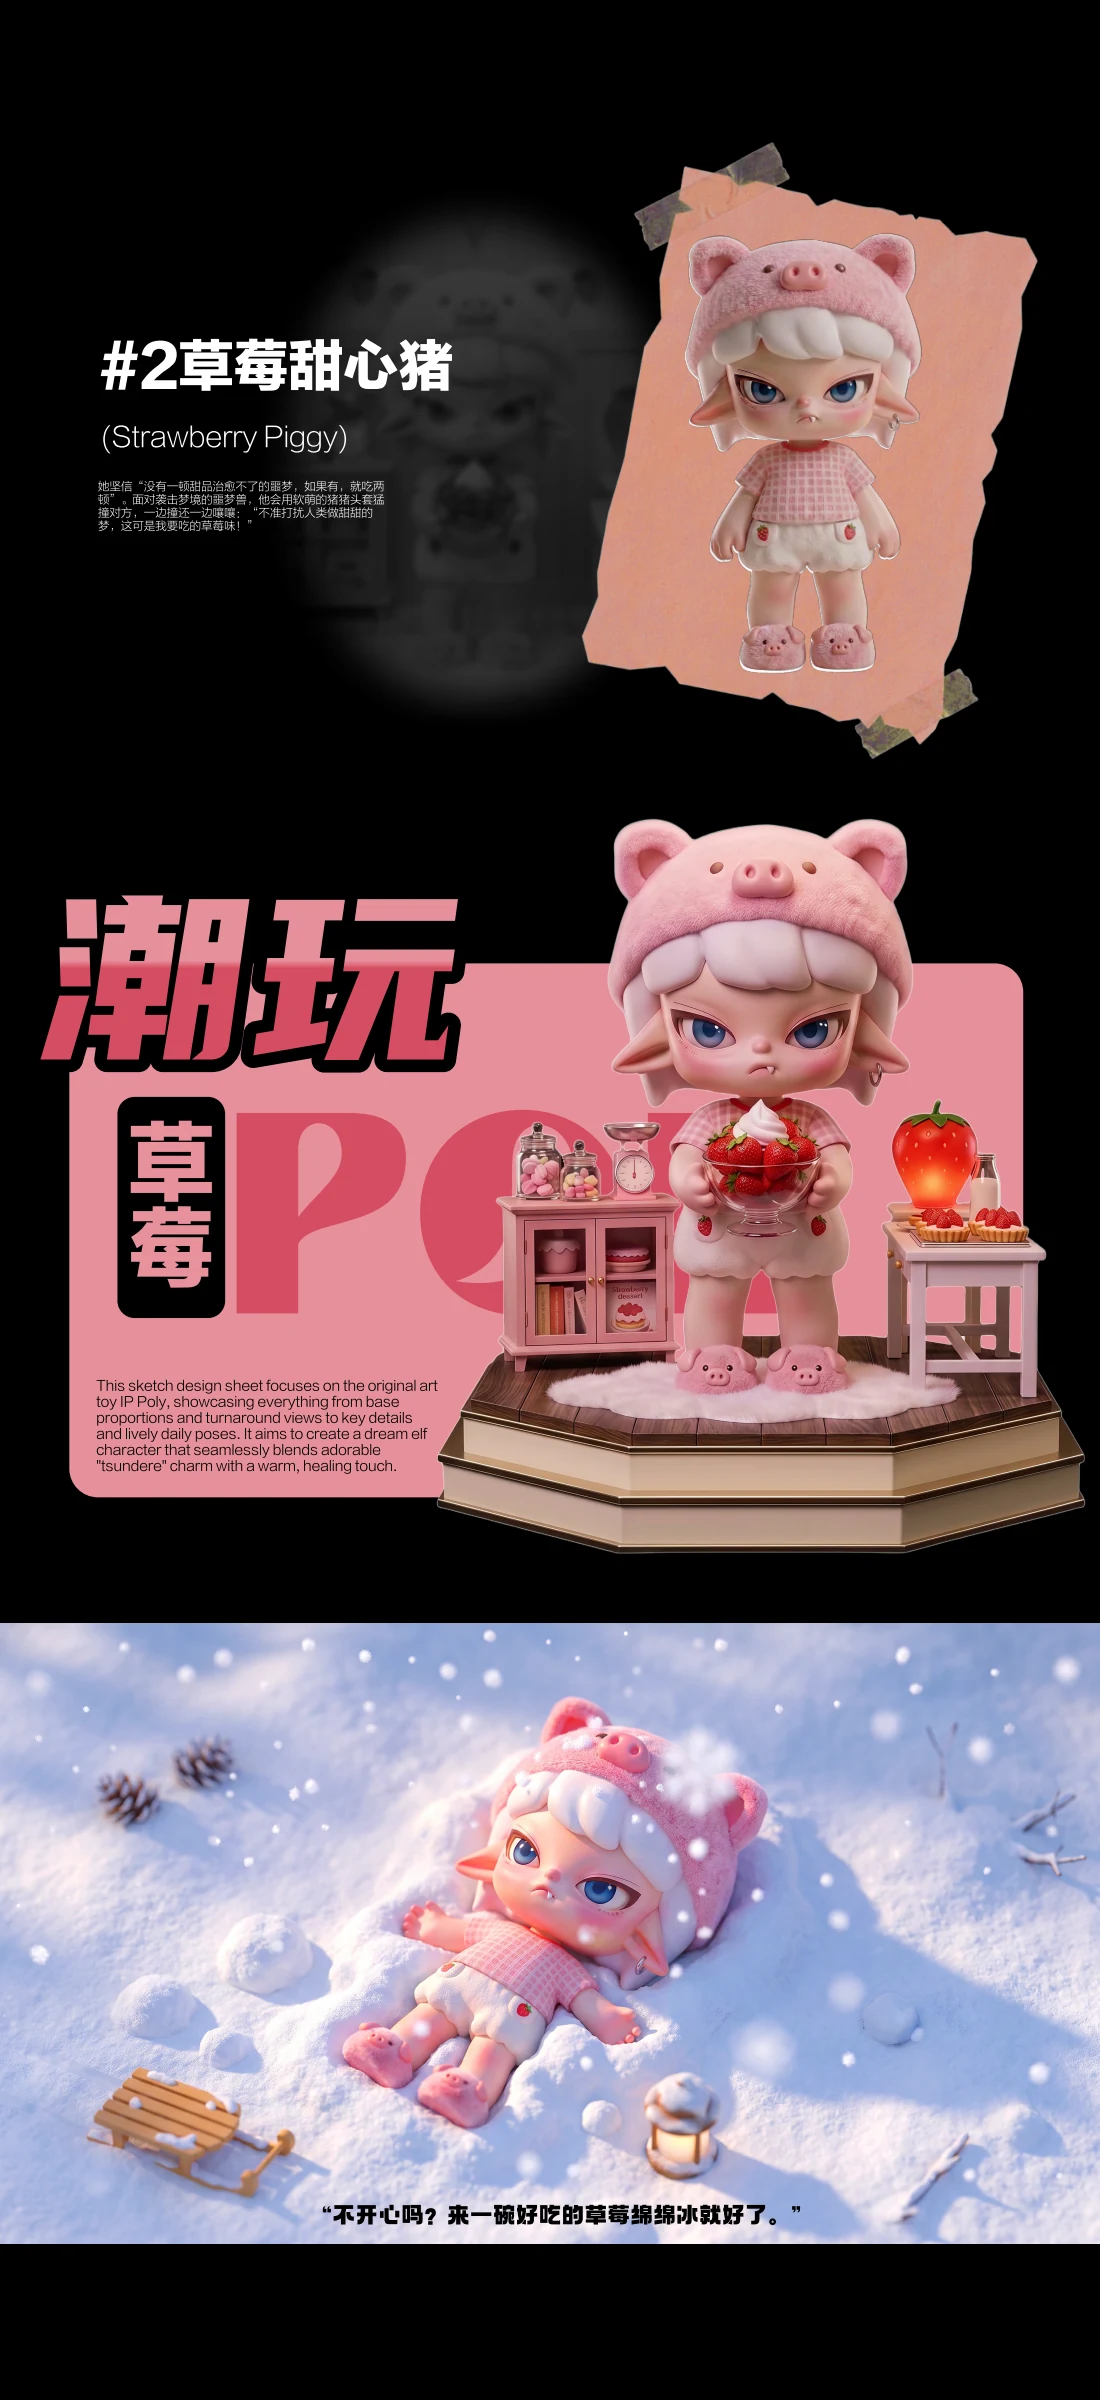 #2草莓甜心猪
(Strawberry Piggy)
她坚信“没有一顿甜品治愈不了的噩梦，如果有，就吃两
顿”。面对袭击梦境的噩梦兽，他会用软萌的猪猪头套猛
撞对方，一边撞还一边嚷嚷；“不准打扰人类做甜甜的
梦，这可是我要吃的草莓味！”
潮玩
草莓
This sketch design sheet focuses on the original art
toy IP Poly, showcasing everything from base
proportions and turnaround views to key details
and lively daily poses. It aims to create a dream elf
character that seamlessly blends adorable
"tsundere" charm with a warm, healing touch.
Strawberry
dessert
“不开心吗？来一碗好吃的草莓绵绵冰就好了。”